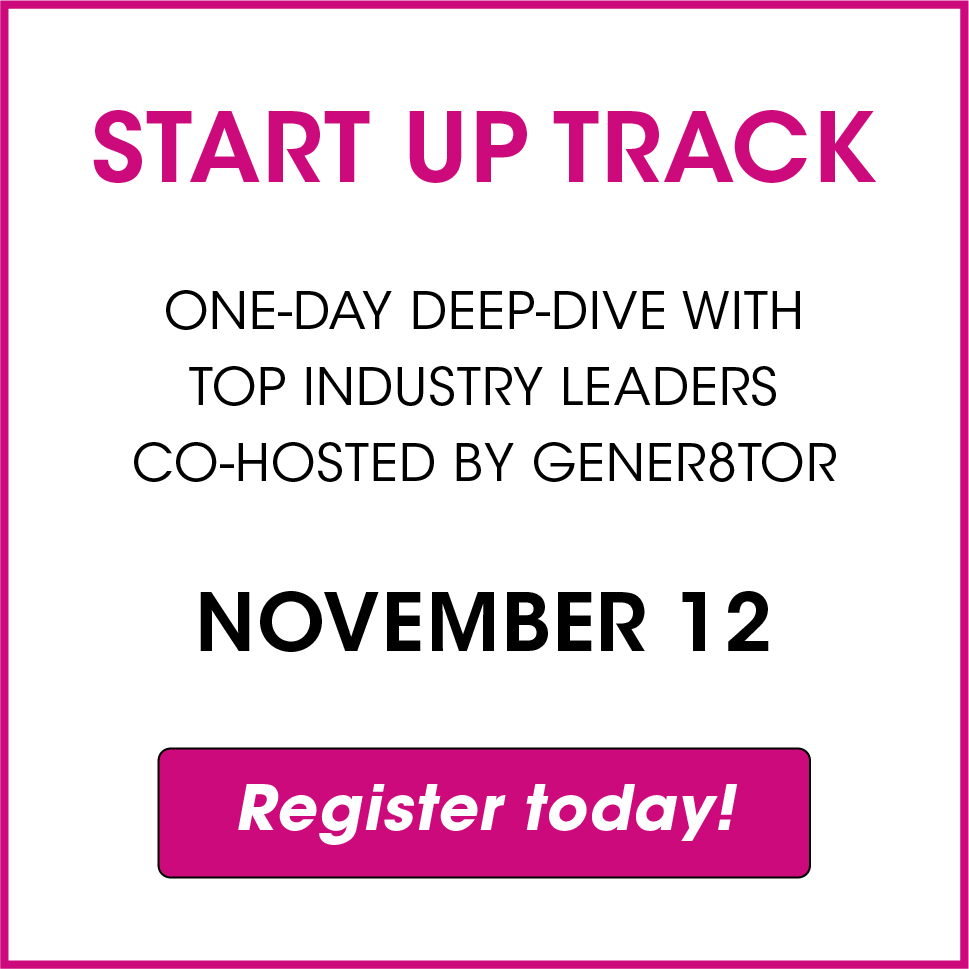 START UP TRACK
ONE-DAY DEEP-DIVE WITH
TOP INDUSTRY LEADERS
CO-HOSTED BY GENER8TOR
NOVEMBER 12
Register today!